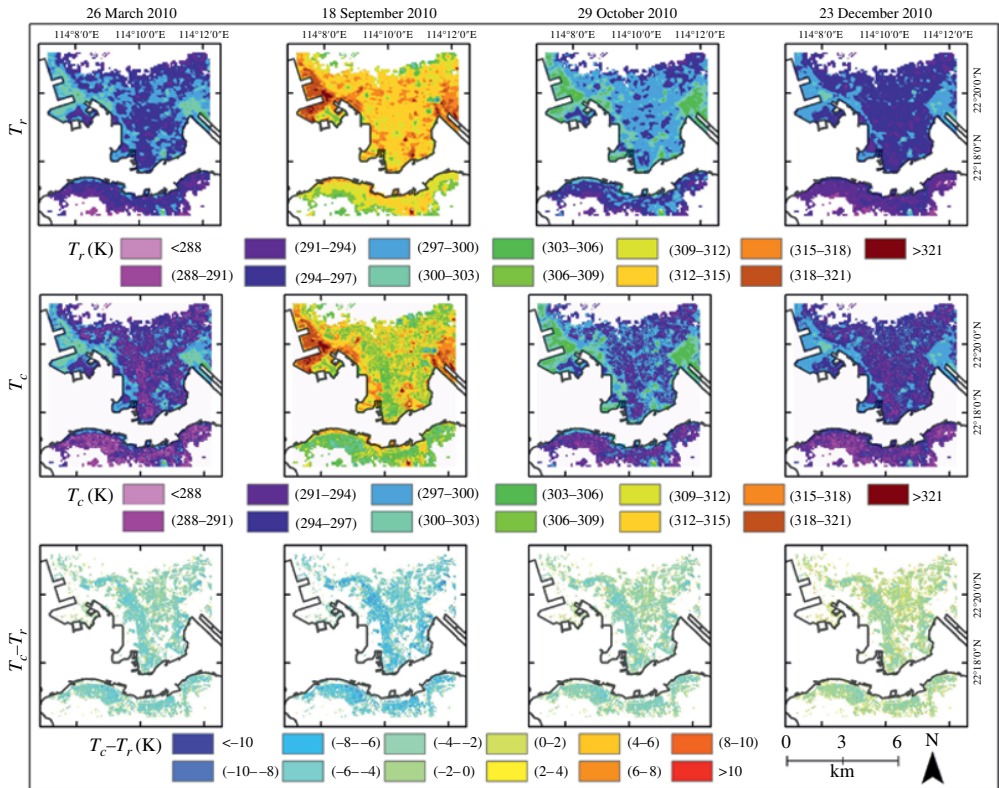 26 March 2010 18 September 2010 29 October 2010 23 December 2010
114°8'0"E 114°10'0"E 114°12'0"E 114°8'0"E 114°10'0"E 114°12'0"E 114°8'0"E 114°10'0"E 114°12'0"E 114°8'0"E 114°10'0"E 114°12'0"E
Tr
22°20'0"N
22°18'0"N
Tr(K) <288 (291–294) (297–300) (303–306) (309–312) (315–318) >321
(288–291) (294–297) (300–303) (306–309) (312–315) (318–321)
Tc
22°20'0"N
22°18'0"N
Tc(K) <288 (291–294) (297–300) (303–306) (309–312) (315–318) >321
(288–291) (294–297) (300–303) (306–309) (312–315) (318–321)
Tc–Tr
22°20'0"N
22°18'0"N
Tc–Tr(K) <–10 (–8––6) (–4––2) (0–2) (4–6) (8–10)
(–10––8) (–6––4) (–2–0) (2–4) (6–8) >10
0 3 6 N
km